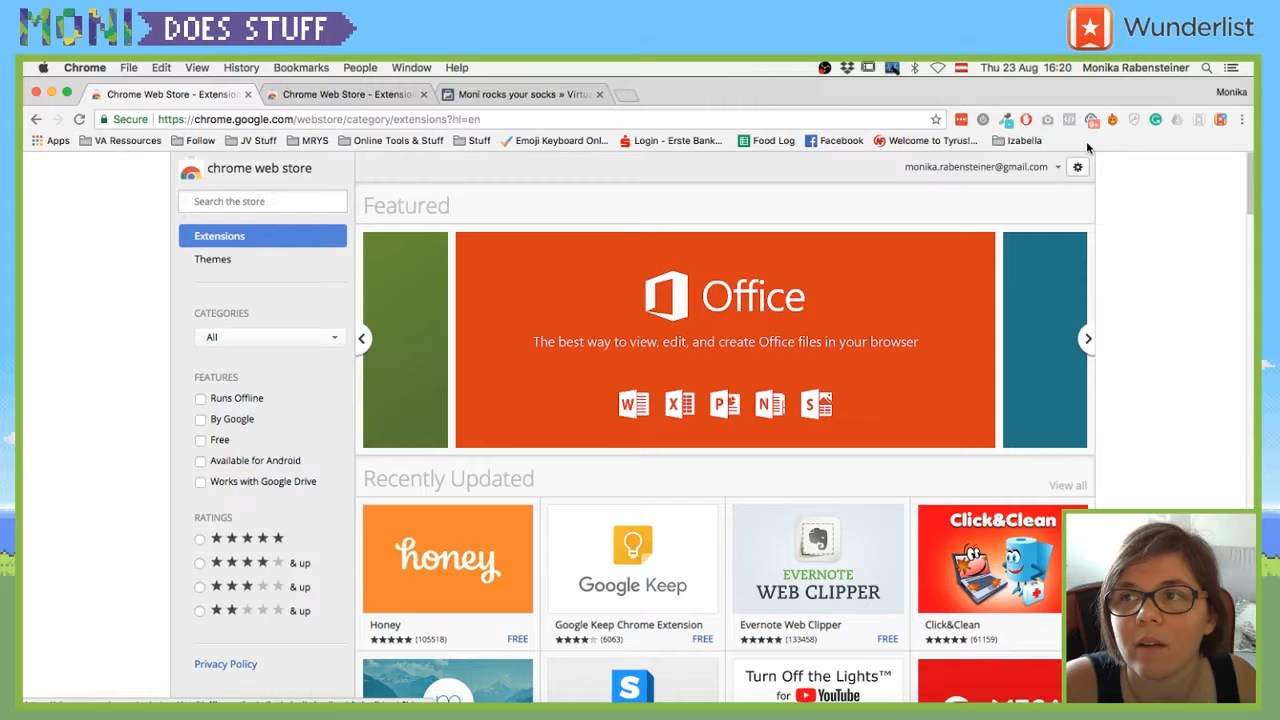 MONI DOES STUFF
Wunderlist
Chrome File Edit View History Bookmarks People Window Help Thu 23 Aug 16:20 Monika Rabensteiner
Chrome Web Store - Extension Chrome Web Store - Extension Moni rocks your socks » Virtu Monika
Secure https://chrome.google.com/webstore/category/extensions?hl=en
Apps VA Resources Follow JV Stuff MRYS Online Tools & Stuff Stuff Emoji Keyboard Onl... Login - Erste Bank... Food Log Facebook Welcome to Tyrus!... Izabella
chrome web store monika.rabensteiner@gmail.com
Search the store
Featured
Extensions
Themes
Office
The best way to view, edit, and create Office files in your browser
W X P N S
CATEGORIES
All
FEATURES
Runs Offline
By Google
Free
Available for Android
Works with Google Drive
RATINGS
& up
& up
& up
Privacy Policy
Recently Updated View all
honey
Google Keep
EVERNOTE
WEB CLIPPER
Click&Clean
Honey
(105518) FREE
Google Keep Chrome Extension
(6063) FREE
Evernote Web Clipper
(133458) FREE
Click&Clean
(61159)
S
Turn Off the Lights™
for YouTube